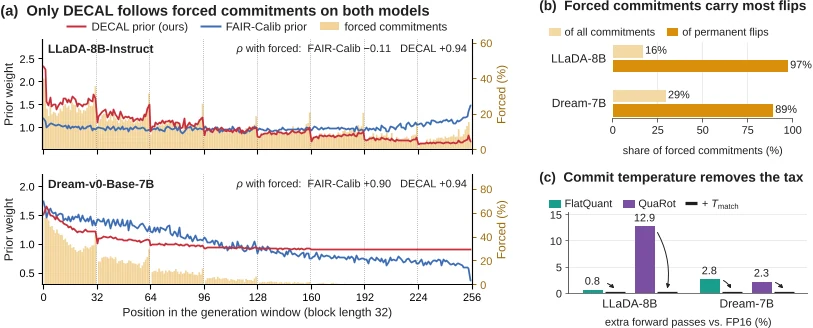 (a) Only DECAL follows forced commitments on both models
DECAL prior (ours) FAIR-Calib prior forced commitments
LLaDA-8B-Instruct
ρ with forced: FAIR-Calib −0.11 DECAL +0.94
Prior weight
2.5
2.0
1.5
1.0
60
40
20
0
Forced (%)
Dream-v0-Base-7B
ρ with forced: FAIR-Calib +0.90 DECAL +0.94
Prior weight
2.0
1.5
1.0
0.5
80
60
40
20
0
Forced (%)
0 32 64 96 128 160 192 224 256
Position in the generation window (block length 32)
(b) Forced commitments carry most flips
of all commitments of permanent flips
LLaDA-8B
16%
97%
Dream-7B
29%
89%
0 25 50 75 100
share of forced commitments (%)
(c) Commit temperature removes the tax
FlatQuant QuaRot + Tmatch
15
10
5
0
0.8
12.9
2.8
2.3
LLaDA-8B Dream-7B
extra forward passes vs. FP16 (%)